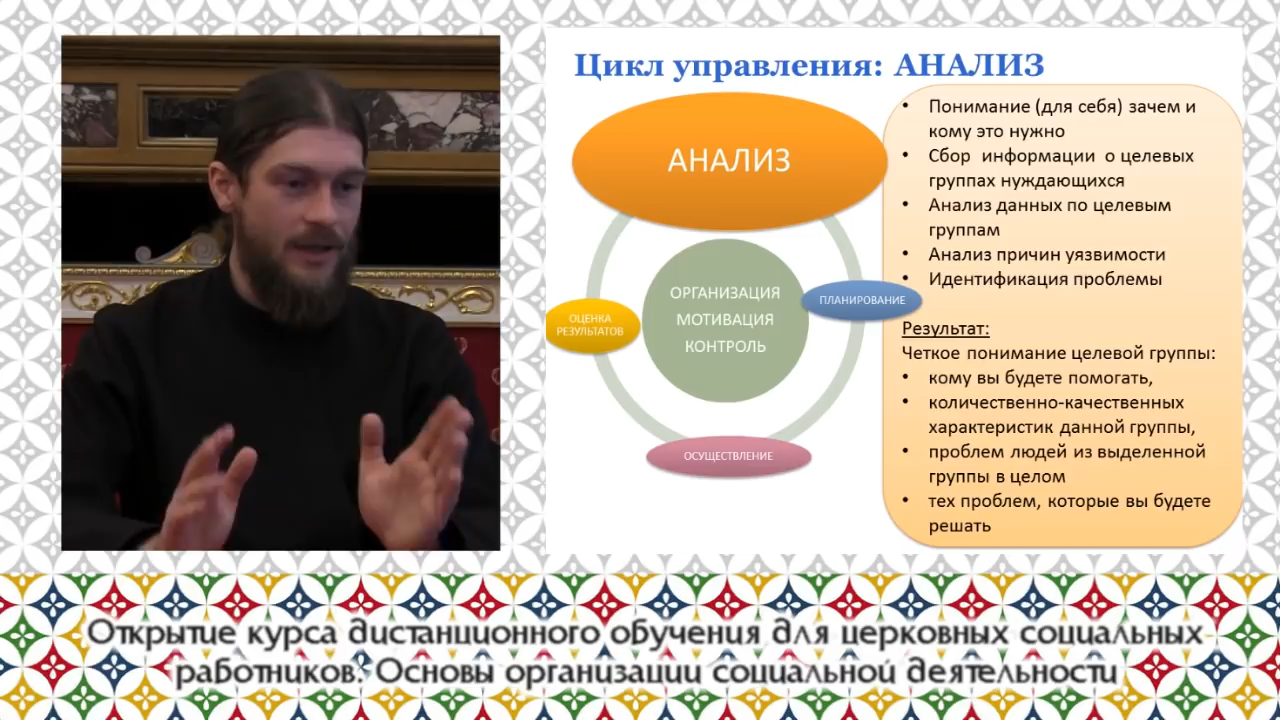 Цикл управления: АНАЛИЗ
АНАЛИЗ
ОРГАНИЗАЦИЯ
МОТИВАЦИЯ
КОНТРОЛЬ
ПЛАНИРОВАНИЕ
ОЦЕНКА
РЕЗУЛЬТАТОВ
ОСУЩЕСТВЛЕНИЕ
• Понимание (для себя) зачем и
кому это нужно
• Сбор информации о целевых
группах нуждающихся
• Анализ данных по целевым
группам
• Анализ причин уязвимости
• Идентификация проблемы
Результат:
Четкое понимание целевой группы:
• кому вы будете помогать,
• количественно-качественных
характеристик данной группы,
• проблем людей из выделенной
группы в целом
• тех проблем, которые вы будете
решать
Открытие курса дистанционного обучения для церковных социальных
работников. Основы организации социальной деятельности